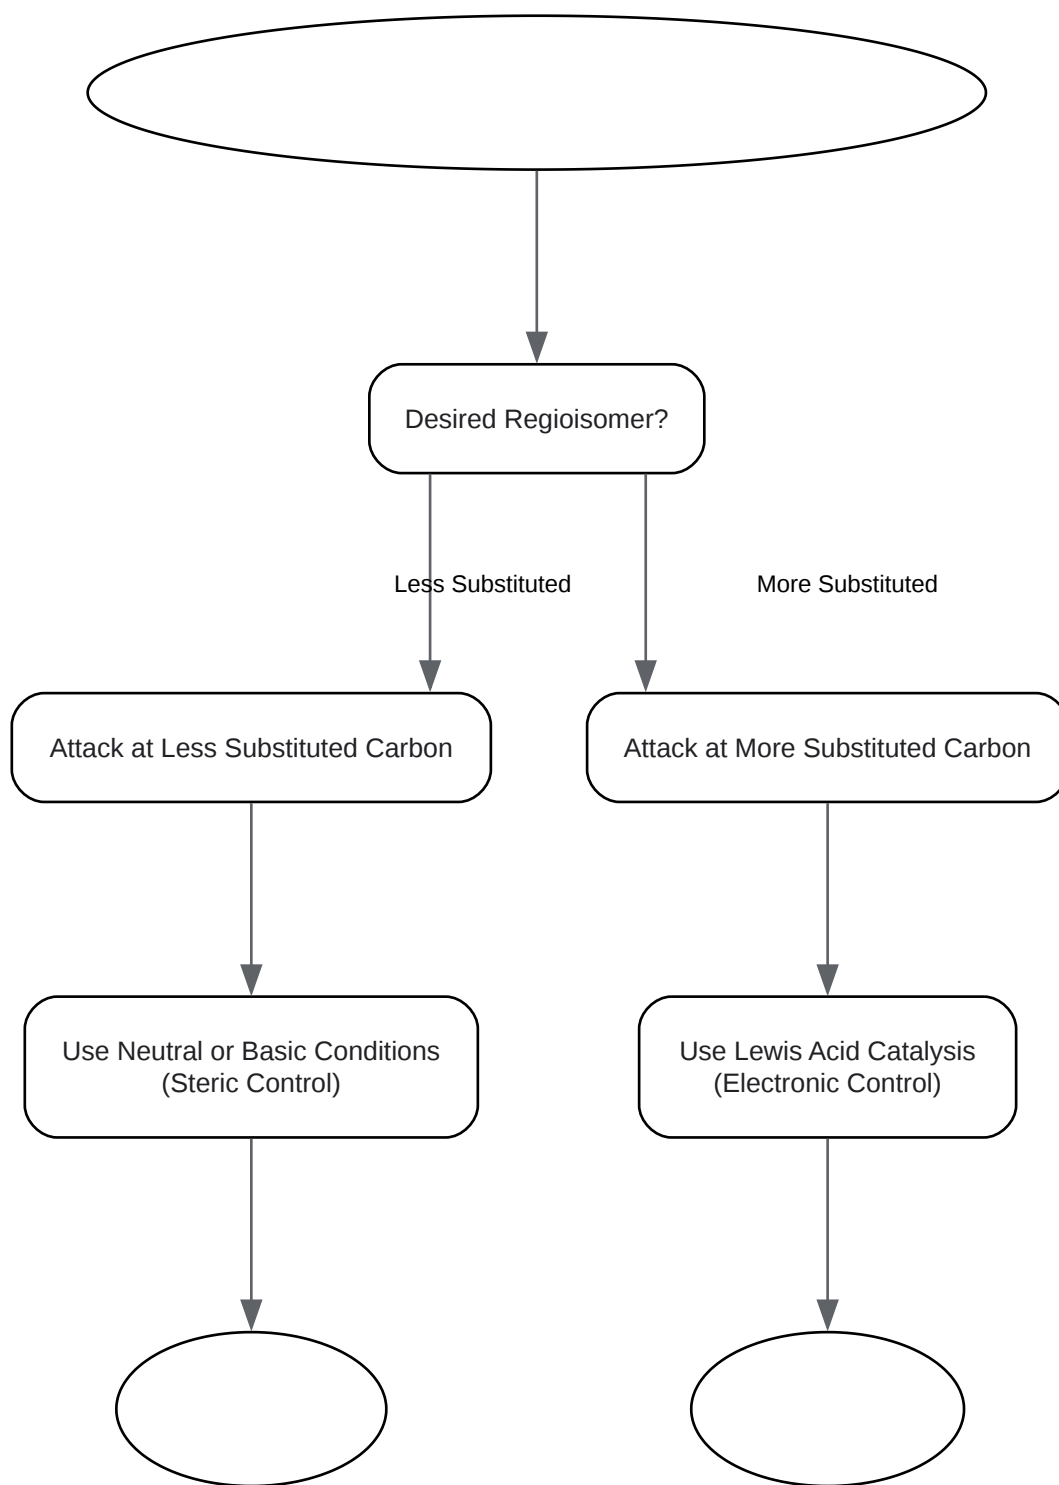 Desired Regioisomer?
Less Substituted
More Substituted
Attack at Less Substituted Carbon
Attack at More Substituted Carbon
Use Neutral or Basic Conditions
(Steric Control)
Use Lewis Acid Catalysis
(Electronic Control)